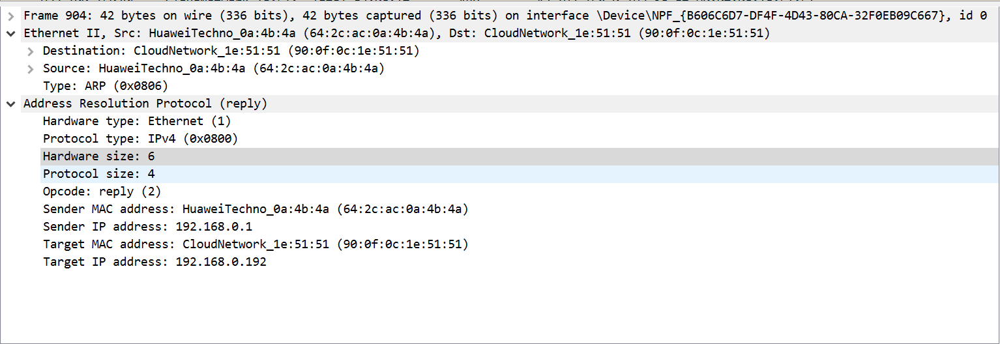 Frame 904: 42 bytes on wire (336 bits), 42 bytes captured (336 bits) on interface \Device\NPF_{B606C6D7-DF4F-4D43-80CA-32F0EB09C667}, id 0
Ethernet II, Src: HuaweiTechno_0a:4b:4a (64:2c:ac:0a:4b:4a), Dst: CloudNetwork_1e:51:51 (90:0f:0c:1e:51:51)
Destination: CloudNetwork_1e:51:51 (90:0f:0c:1e:51:51)
Source: HuaweiTechno_0a:4b:4a (64:2c:ac:0a:4b:4a)
Type: ARP (0x0806)
Address Resolution Protocol (reply)
Hardware type: Ethernet (1)
Protocol type: IPv4 (0x0800)
Hardware size: 6
Protocol size: 4
Opcode: reply (2)
Sender MAC address: HuaweiTechno_0a:4b:4a (64:2c:ac:0a:4b:4a)
Sender IP address: 192.168.0.1
Target MAC address: CloudNetwork_1e:51:51 (90:0f:0c:1e:51:51)
Target IP address: 192.168.0.192